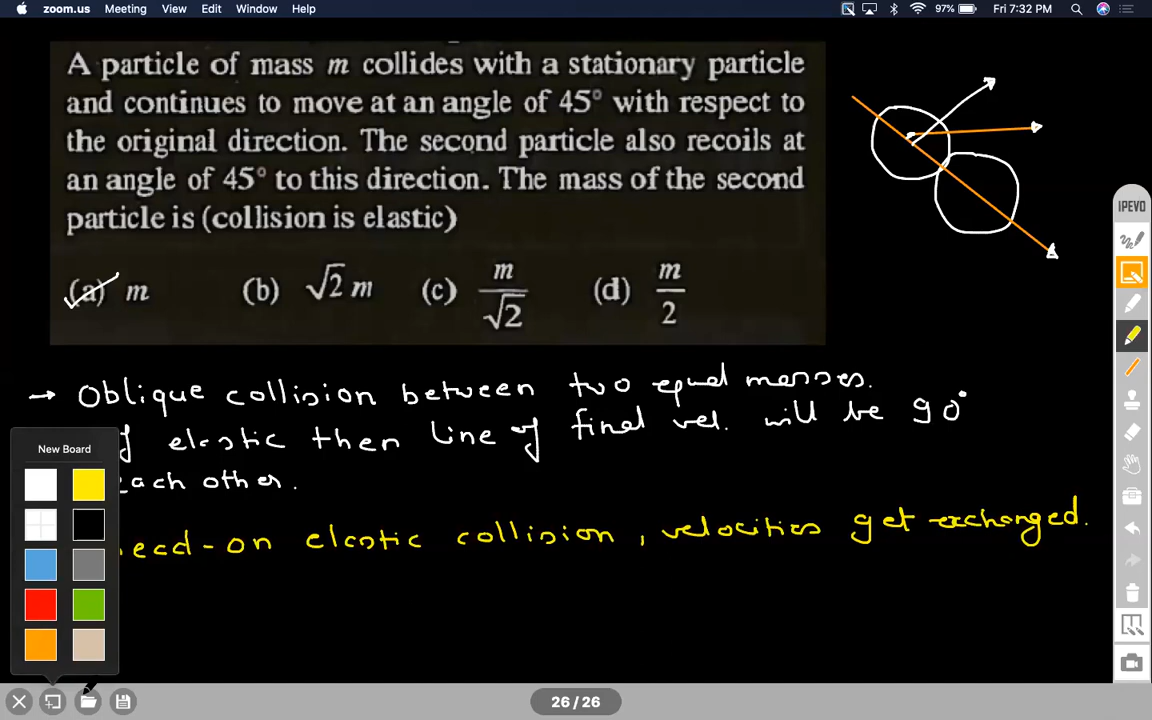 zoom.us Meeting View Edit Window Help 97% Fri 7:32 PM
A particle of mass m collides with a stationary particle
and continues to move at an angle of 45° with respect to
the original direction. The second particle also recoils at
an angle of 45° to this direction. The mass of the second
particle is (collision is elastic)
(a) m (b) √2 m (c) m/√2 (d) m/2
IPEVO
→ Oblique collision between two equal masses.
elastic then line of final vel. will be 90°
each other.
ead-on elastic collision, velocities get exchanged.
New Board
26 / 26